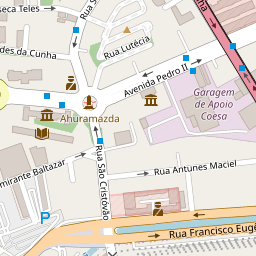 seca Teles
Rua Lutécia
des da Cunha
Avenida Pedro II
Garagem
de Apoio
Coesa
Ahuramazda
Rua São Cristóvão
mirante Baltazar
Rua Antunes Maciel
P
Rua Francisco Eugê